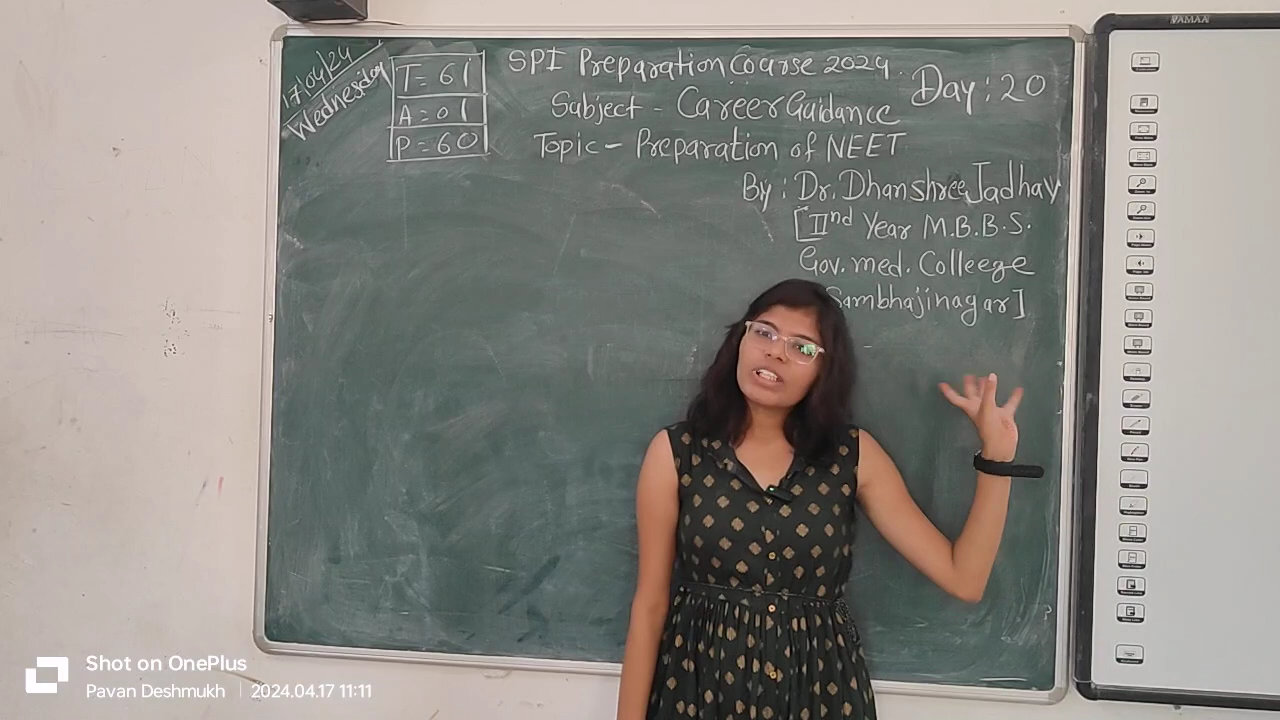 17/04/24
Wednesday
T = 61
A = 01
P = 60
SPI Preparation Course 2024.
Day : 20
Subject - Career Guidance
Topic - Preparation of NEET
By : Dr. Dhanshree Jadhav
[IInd Year M.B.B.S.
Gov. med. Colleege
Sambhajinagar]
VAMAA
Shot on OnePlus
Pavan Deshmukh | 2024.04.17 11:11